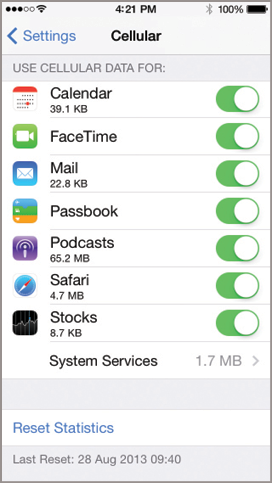 4:21 PM 100%
Settings Cellular
USE CELLULAR DATA FOR:
Calendar
39.1 KB
FaceTime
Mail
22.8 KB
Passbook
Podcasts
65.2 MB
Safari
4.7 MB
Stocks
8.7 KB
System Services 1.7 MB
Reset Statistics
Last Reset: 28 Aug 2013 09:40